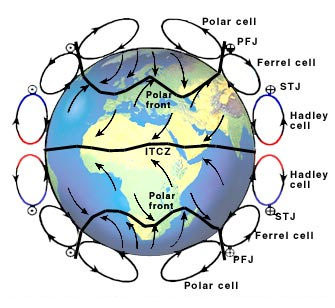 Polar cell
PFJ
Ferrel cell
STJ
Polar
front
Hadley
cell
ITCZ
Hadley
cell
Polar
front
STJ
Ferrel cell
PFJ
Polar cell